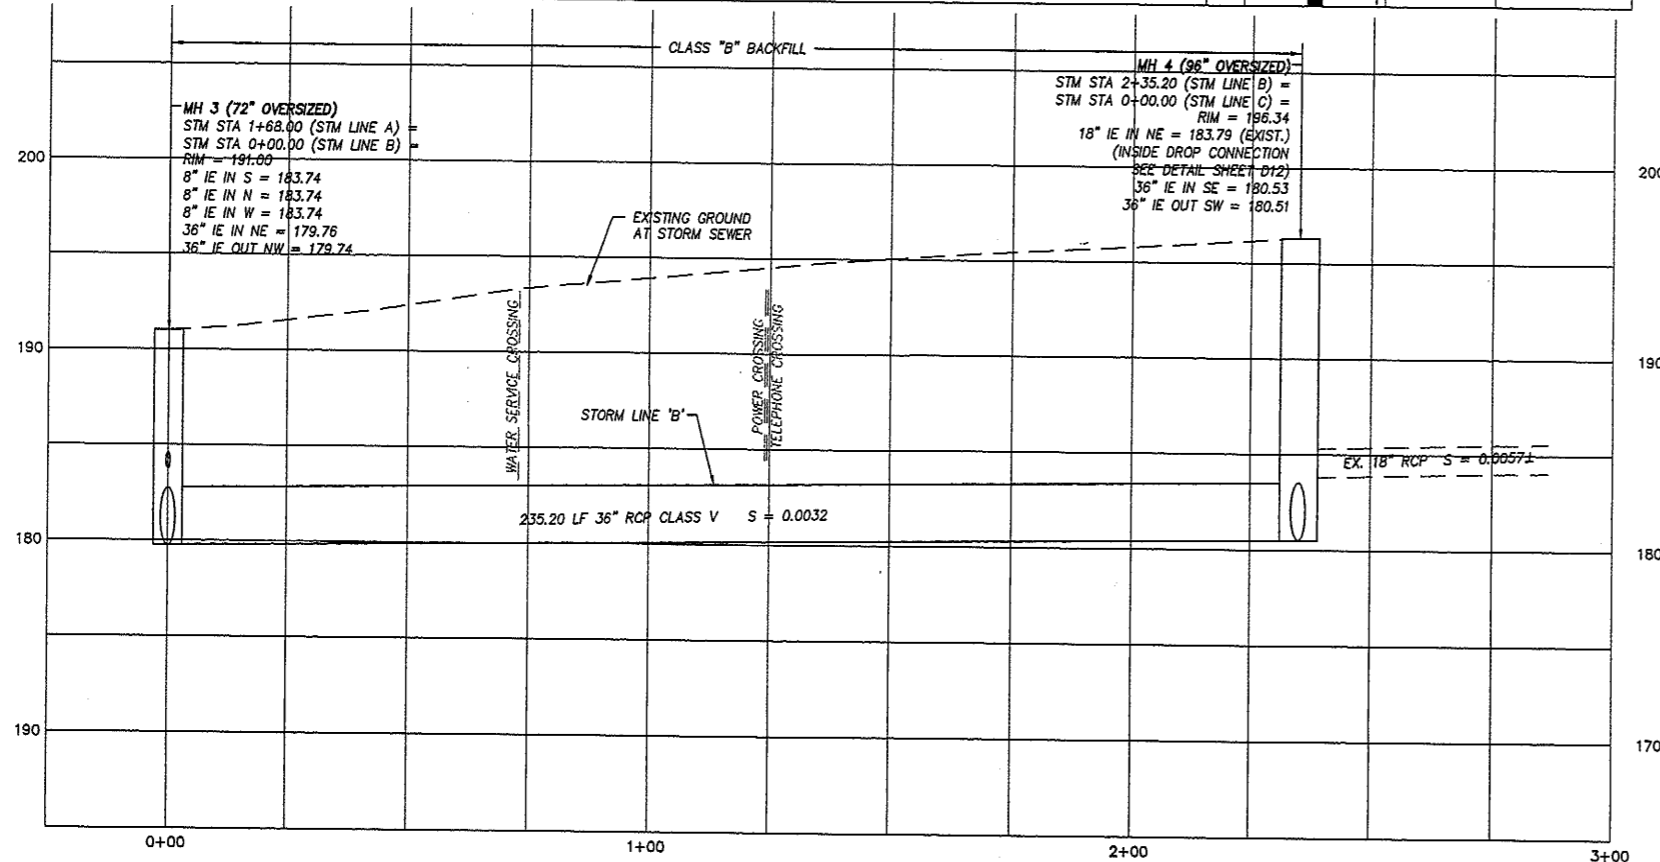 CLASS "B" BACKFILL
MH 3 (72" OVERSIZED)
STM STA 1+68.00 (STM LINE A) =
STM STA 0+00.00 (STM LINE B) =
RIM = 191.00
8" IE IN S = 183.74
8" IE IN N = 183.74
8" IE IN W = 183.74
36" IE IN NE = 179.76
36" IE OUT NW = 179.74
MH 4 (96" OVERSIZED)
STM STA 2+35.20 (STM LINE B) =
STM STA 0+00.00 (STM LINE C) =
RIM = 196.34
18" IE IN NE = 183.79 (EXIST.)
(INSIDE DROP CONNECTION
SEE DETAIL SHEET D12)
36" IE IN SE = 180.53
36" IE OUT SW = 180.51
EXISTING GROUND
AT STORM SEWER
WATER SERVICE CROSSING
POWER CROSSING
TELEPHONE CROSSING
STORM LINE 'B'
EX. 18" RCP S = 0.0057±
235.20 LF 36" RCP CLASS V S = 0.0032
200
190
180
190
200
190
180
170
0+00
1+00
2+00
3+00